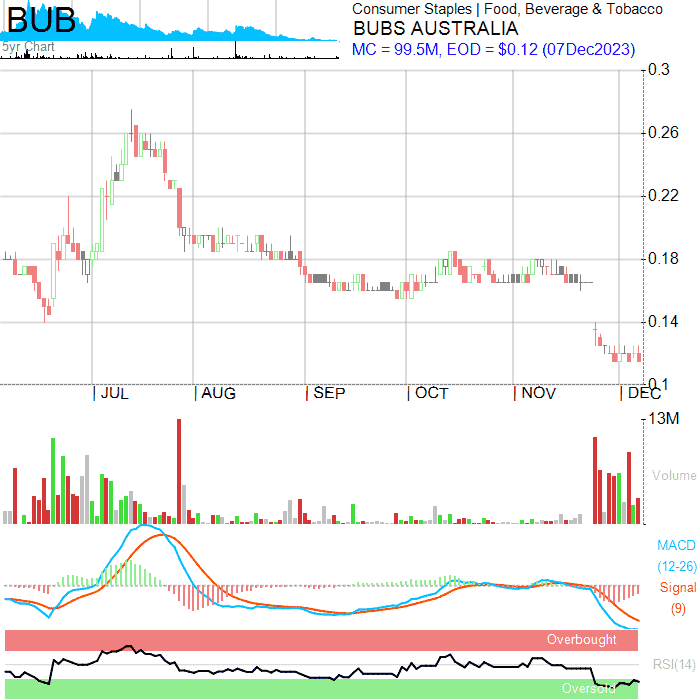 BUB
5yr Chart
Consumer Staples | Food, Beverage & Tobacco
BUBS AUSTRALIA
MC = 99.5M, EOD = $0.12 (07Dec2023)
0.3
0.26
0.22
0.18
0.14
0.1
JUL AUG SEP OCT NOV DEC
13M
Volume
MACD
(12-26)
Signal
(9)
Overbought
RSI(14)
Oversold